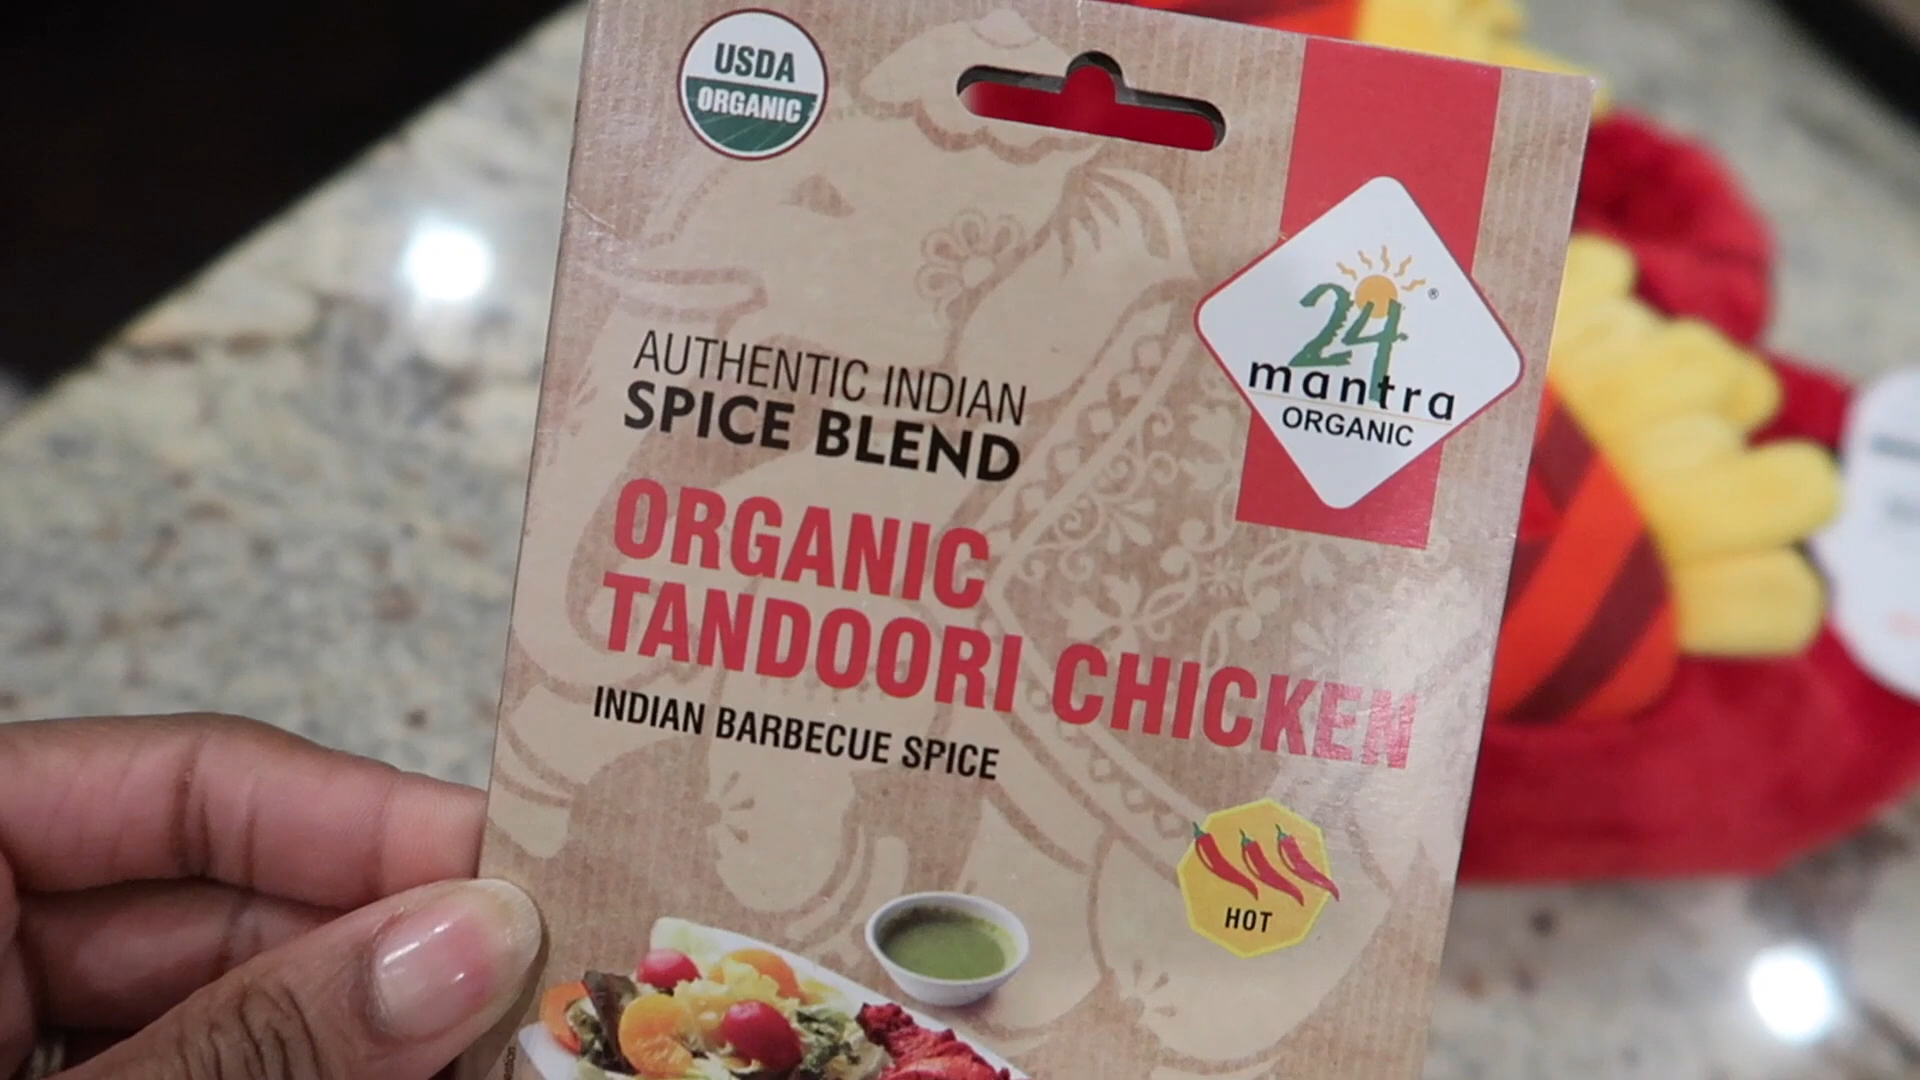 USDA
ORGANIC
24
mantra
ORGANIC
®
AUTHENTIC INDIAN
SPICE BLEND
ORGANIC
TANDOORI CHICKEN
INDIAN BARBECUE SPICE
HOT